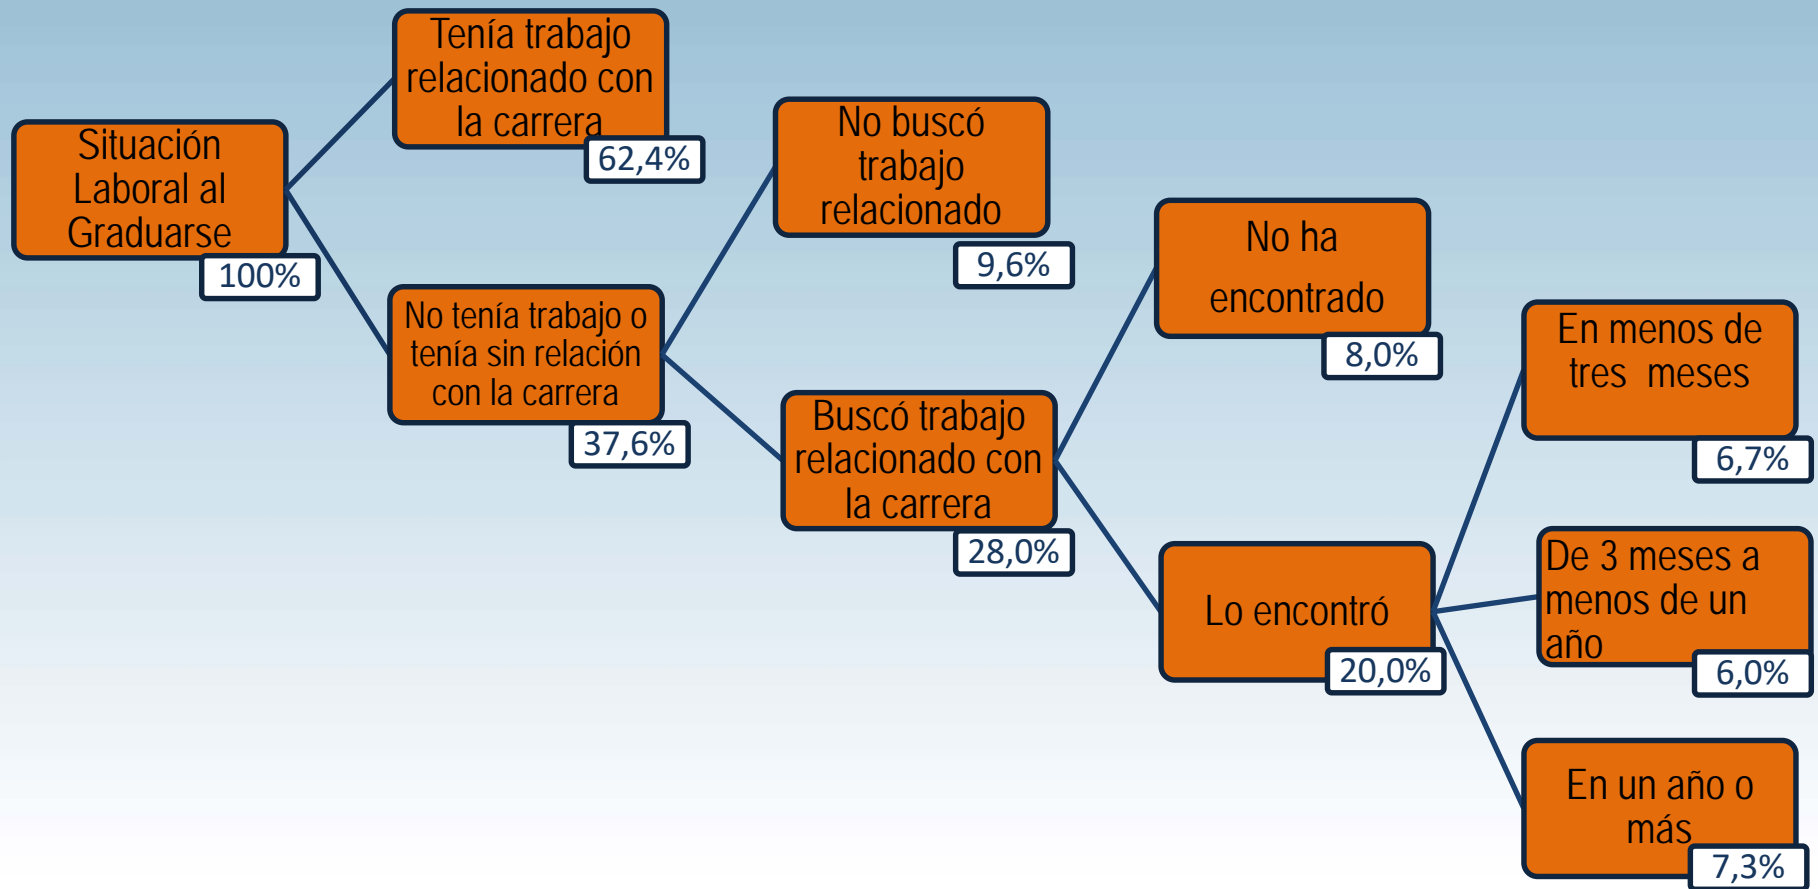 Situación
Laboral al
Graduarse
100%
Tenía trabajo
relacionado con
la carrera
62,4%
No tenía trabajo o
tenía sin relación
con la carrera
37,6%
No buscó
trabajo
relacionado
9,6%
Buscó trabajo
relacionado con
la carrera
28,0%
No ha
encontrado
8,0%
Lo encontró
20,0%
En menos de
tres meses
6,7%
De 3 meses a
menos de un
año
6,0%
En un año o
más
7,3%